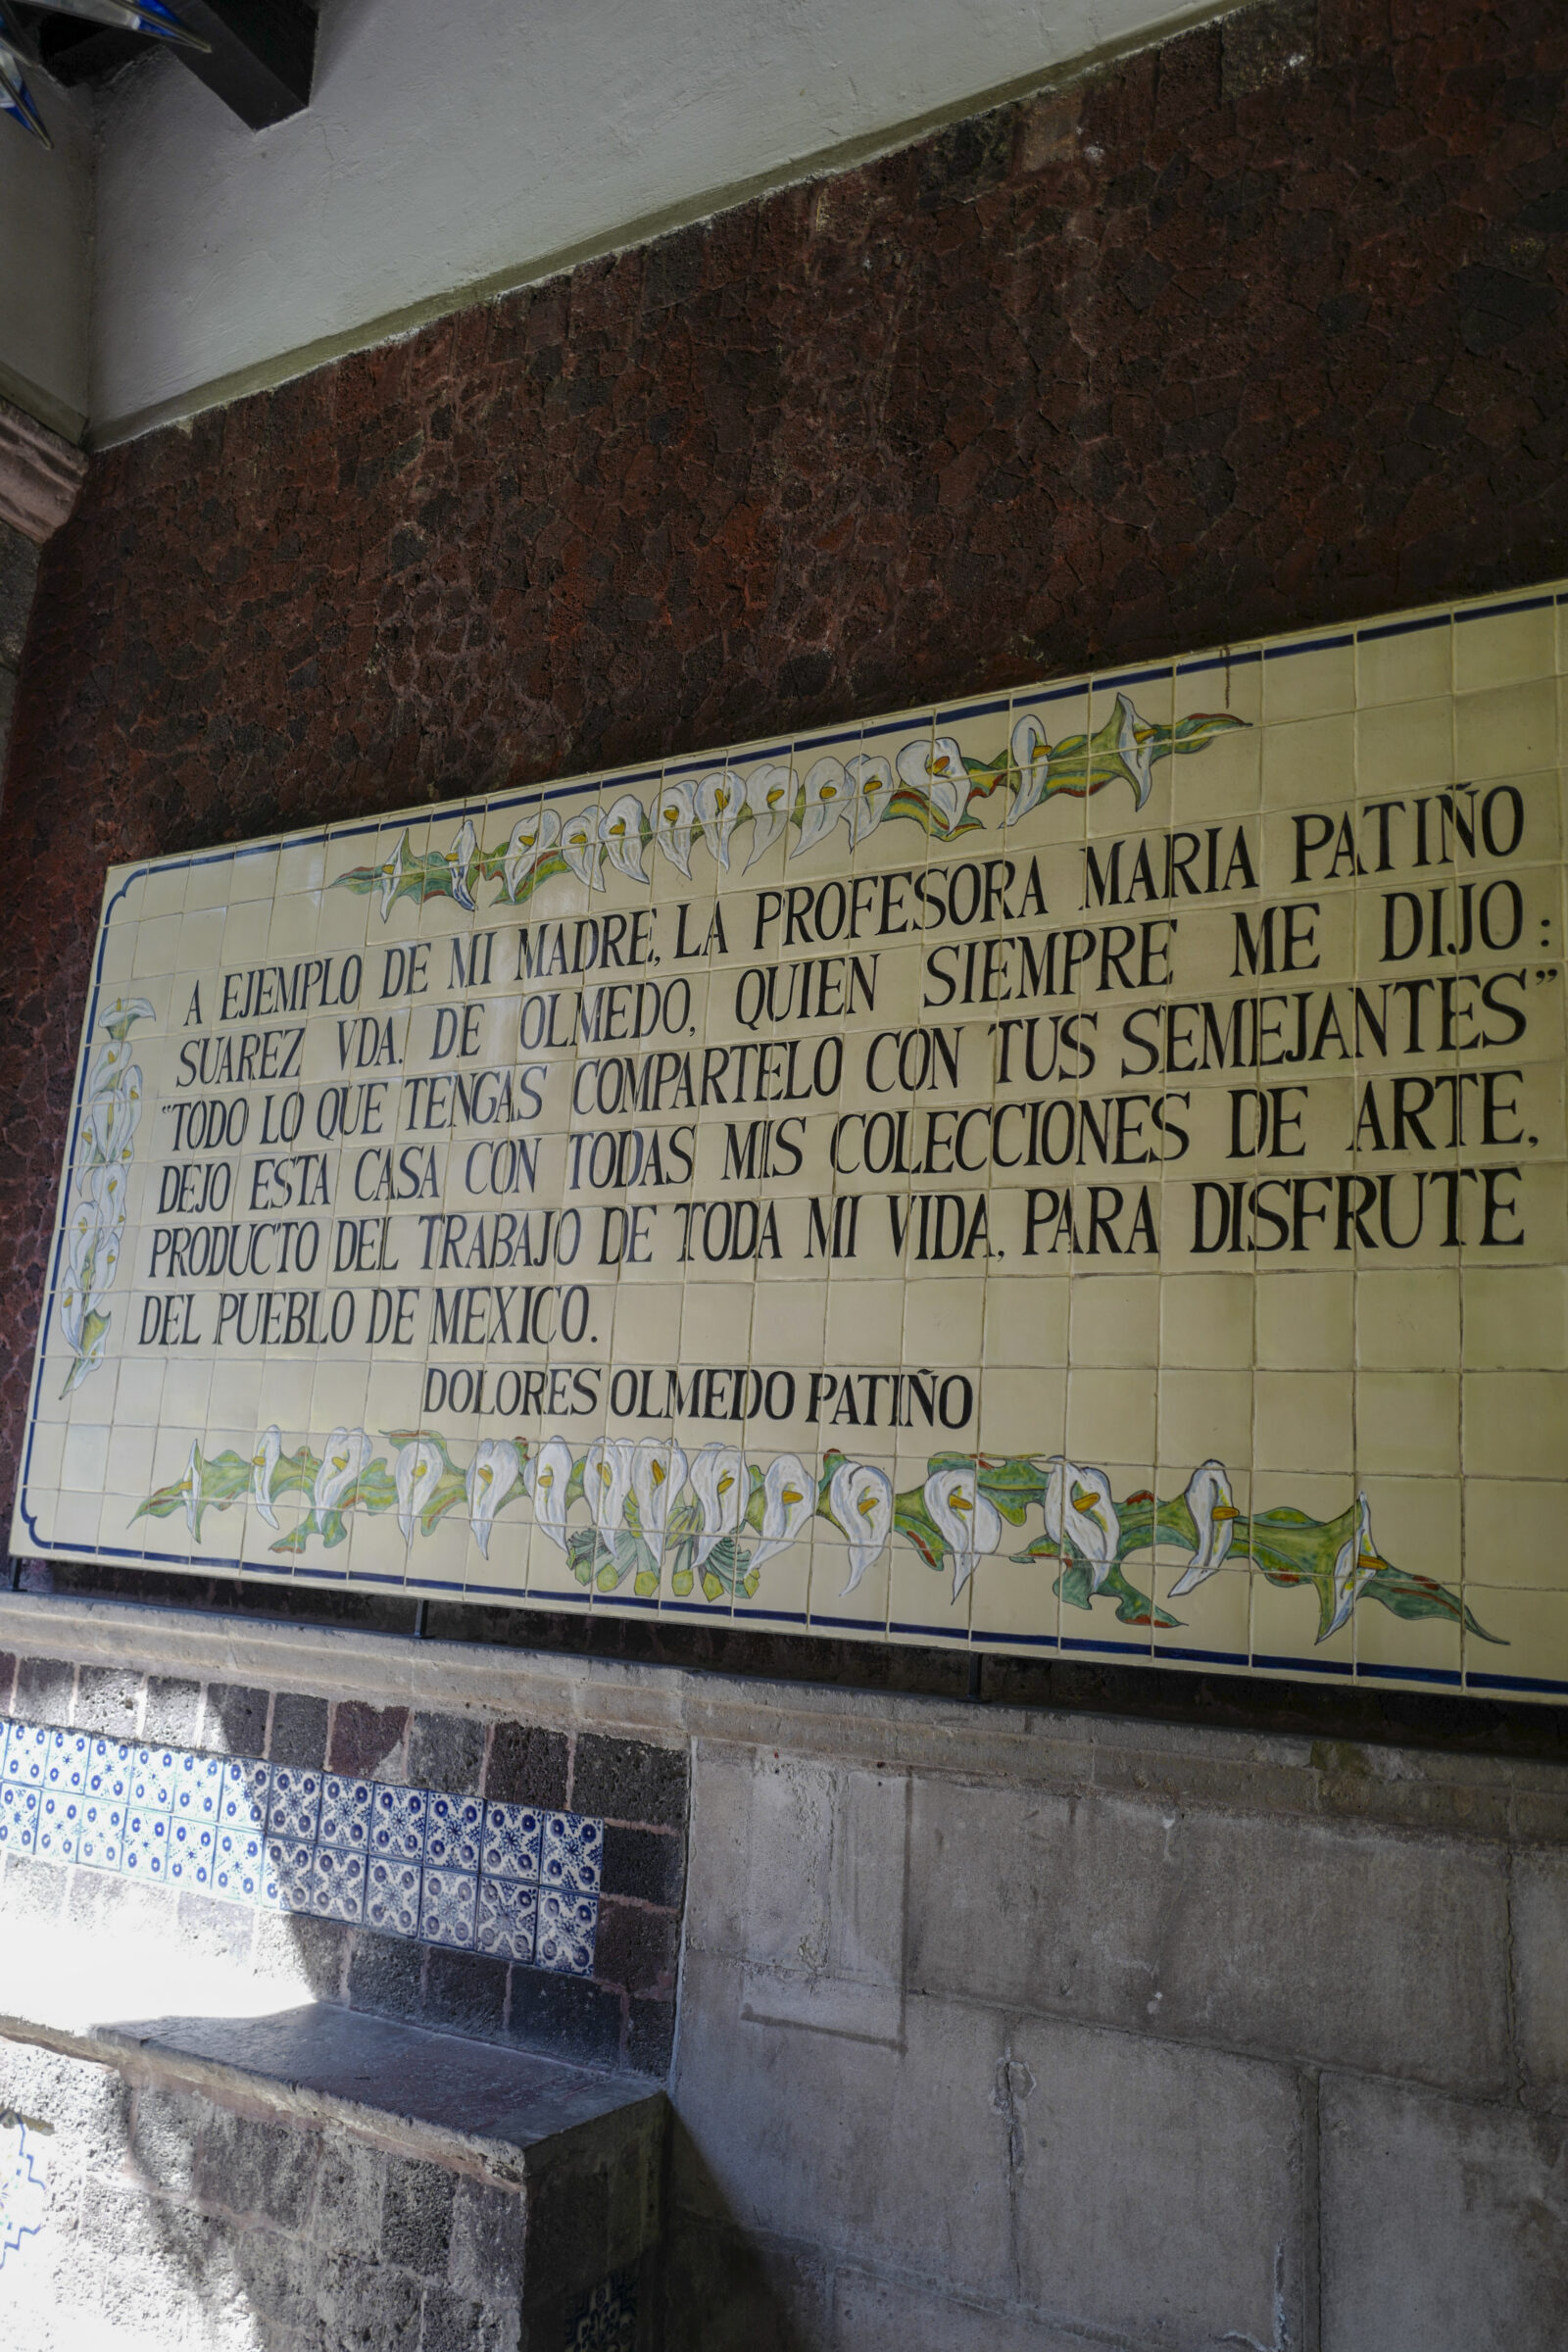 A EJEMPLO DE MI MADRE, LA PROFESORA MARIA PATIÑO
SUAREZ VDA. DE OLMEDO, QUIEN SIEMPRE ME DIJO:
"TODO LO QUE TENGAS COMPARTELO CON TUS SEMEJANTES"
DEJO ESTA CASA CON TODAS MIS COLECCIONES DE ARTE,
PRODUCTO DEL TRABAJO DE TODA MI VIDA, PARA DISFRUTE
DEL PUEBLO DE MEXICO.
DOLORES OLMEDO PATIÑO